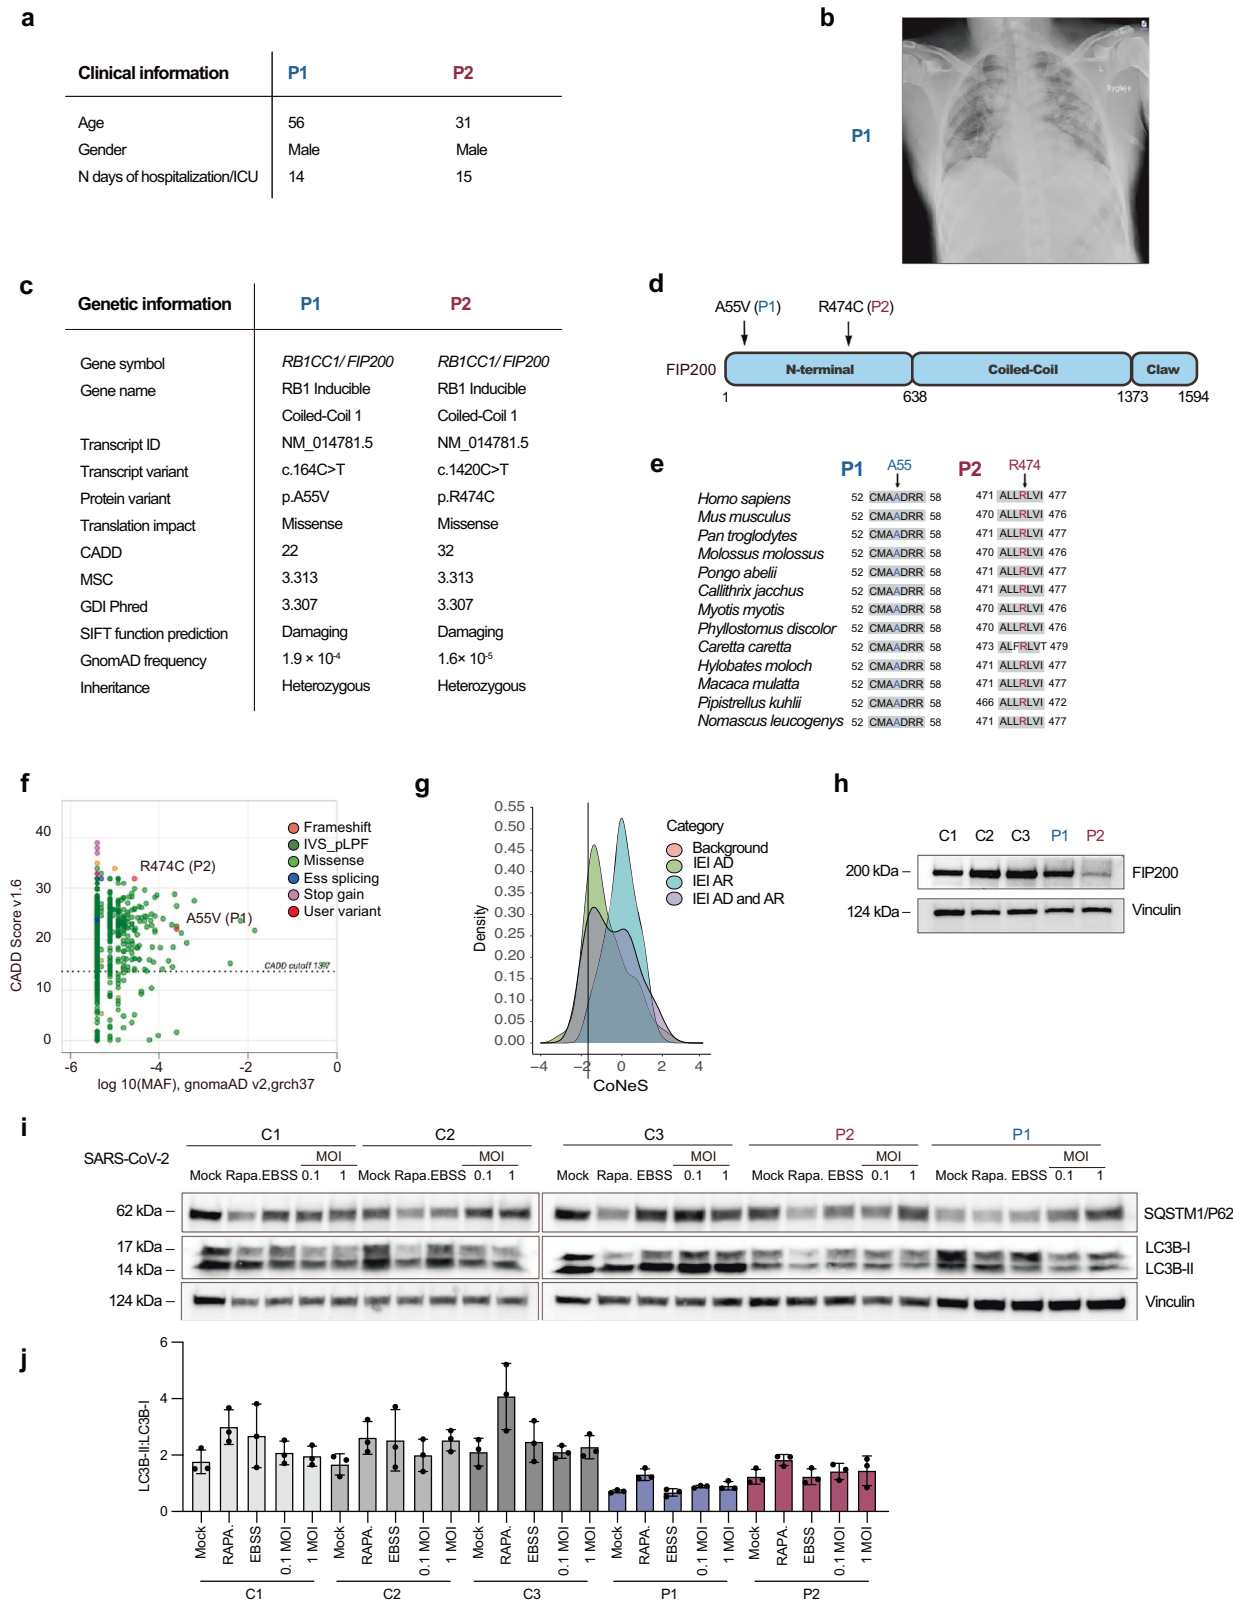 a
Clinical information P1 P2
Age 56 31
Gender Male Male
N days of hospitalization/ICU 14 15
b
P1
L
c
Genetic information P1 P2
Gene symbol RB1CC1/ FIP200 RB1CC1/ FIP200
Gene name RB1 Inducible RB1 Inducible
Coiled-Coil 1 Coiled-Coil 1
Transcript ID NM_014781.5 NM_014781.5
Transcript variant c.164C>T c.1420C>T
Protein variant p.A55V p.R474C
Translation impact Missense Missense
CADD 22 32
MSC 3.313 3.313
GDI Phred 3.307 3.307
SIFT function prediction Damaging Damaging
GnomAD frequency 1.9 × 10-4 1.6× 10-5
Inheritance Heterozygous Heterozygous
d
A55V (P1) R474C (P2)
FIP200 N-terminal Coiled-Coil Claw
1 638 1373 1594
e
P1 A55 P2 R474
Homo sapiens 52 CMAADRR 58 471 ALLRLVI 477
Mus musculus 52 CMAADRR 58 470 ALLRLVI 476
Pan troglodytes 52 CMAADRR 58 471 ALLRLVI 477
Molossus molossus 52 CMAADRR 58 470 ALLRLVI 476
Pongo abelii 52 CMAADRR 58 471 ALLRLVI 477
Callithrix jacchus 52 CMAADRR 58 471 ALLRLVI 477
Myotis myotis 52 CMAADRR 58 470 ALLRLVI 476
Phyllostomus discolor 52 CMAADRR 58 470 ALLRLVI 476
Caretta caretta 52 CMAADRR 58 473 ALFRLVT 479
Hylobates moloch 52 CMAADRR 58 471 ALLRLVI 477
Macaca mulatta 52 CMAADRR 58 471 ALLRLVI 477
Pipistrellus kuhlii 52 CMAADRR 58 466 ALLRLVI 472
Nomascus leucogenys 52 CMAADRR 58 471 ALLRLVI 477
f
CADD Score v1.6
40
30
20
10
0
R474C (P2)
A55V (P1)
CADD cutoff
Frameshift
IVS_pLPF
Missense
Ess splicing
Stop gain
User variant
-6 -4 -2 0
log 10(MAF), gnomaAD v2,grch37
g
Density
0.55
0.50
0.45
0.40
0.35
0.30
0.25
0.20
0.15
0.10
0.05
0.00
−4 −2 0 2 4
CoNeS
Category
Background
IEI AD
IEI AR
IEI AD and AR
h
C1 C2 C3 P1 P2
200 kDa FIP200
124 kDa Vinculin
i
C1 C2 C3 P2 P1
SARS-CoV-2 MOI MOI MOI MOI MOI
Mock Rapa. EBSS 0.1 1 Mock Rapa. EBSS 0.1 1 Mock Rapa. EBSS 0.1 1 Mock Rapa. EBSS 0.1 1 Mock Rapa. EBSS 0.1 1
62 kDa SQSTM1/P62
17 kDa LC3B-I
14 kDa LC3B-II
124 kDa Vinculin
j
LC3B-II:LC3B-I
6
4
2
0
Mock RAPA. EBSS 0.1 MOI 1 MOI Mock RAPA. EBSS 0.1 MOI 1 MOI Mock RAPA. EBSS 0.1 MOI 1 MOI Mock RAPA. EBSS 0.1 MOI 1 MOI Mock RAPA. EBSS 0.1 MOI 1 MOI
C1 C2 C3 P1 P2